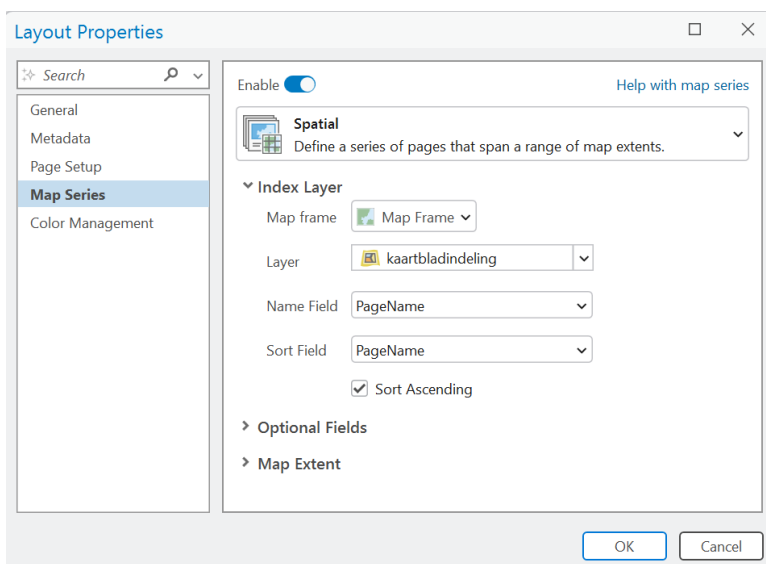 Layout Properties
Search
General
Metadata
Page Setup
Map Series
Color Management
Enable
Help with map series
Spatial
Define a series of pages that span a range of map extents.
Index Layer
Map frame Map Frame
Layer kaartbladindeling
Name Field PageName
Sort Field PageName
Sort Ascending
Optional Fields
Map Extent
OK Cancel